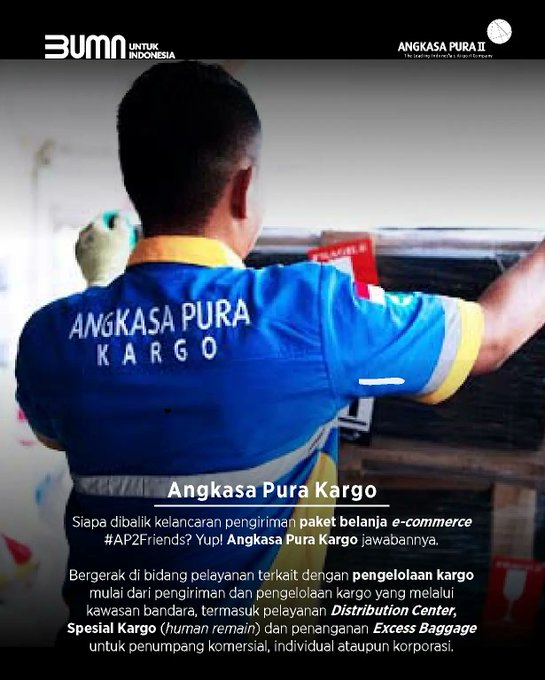 BUMN UNTUK
INDONESIA
ANGKASA PURA II
The Leading Indonesia's Airport Company
FRAGILE
ANGKASA PURA
KARGO
Angkasa Pura Kargo
Siapa dibalik kelancaran pengiriman paket belanja e-commerce
#AP2Friends? Yup! Angkasa Pura Kargo jawabannya.
Bergerak di bidang pelayanan terkait dengan pengelolaan kargo
mulai dari pengiriman dan pengelolaan kargo yang melalui
kawasan bandara, termasuk pelayanan Distribution Center,
Spesial Kargo (human remain) dan penanganan Excess Baggage
untuk penumpang komersial, individual ataupun korporasi.